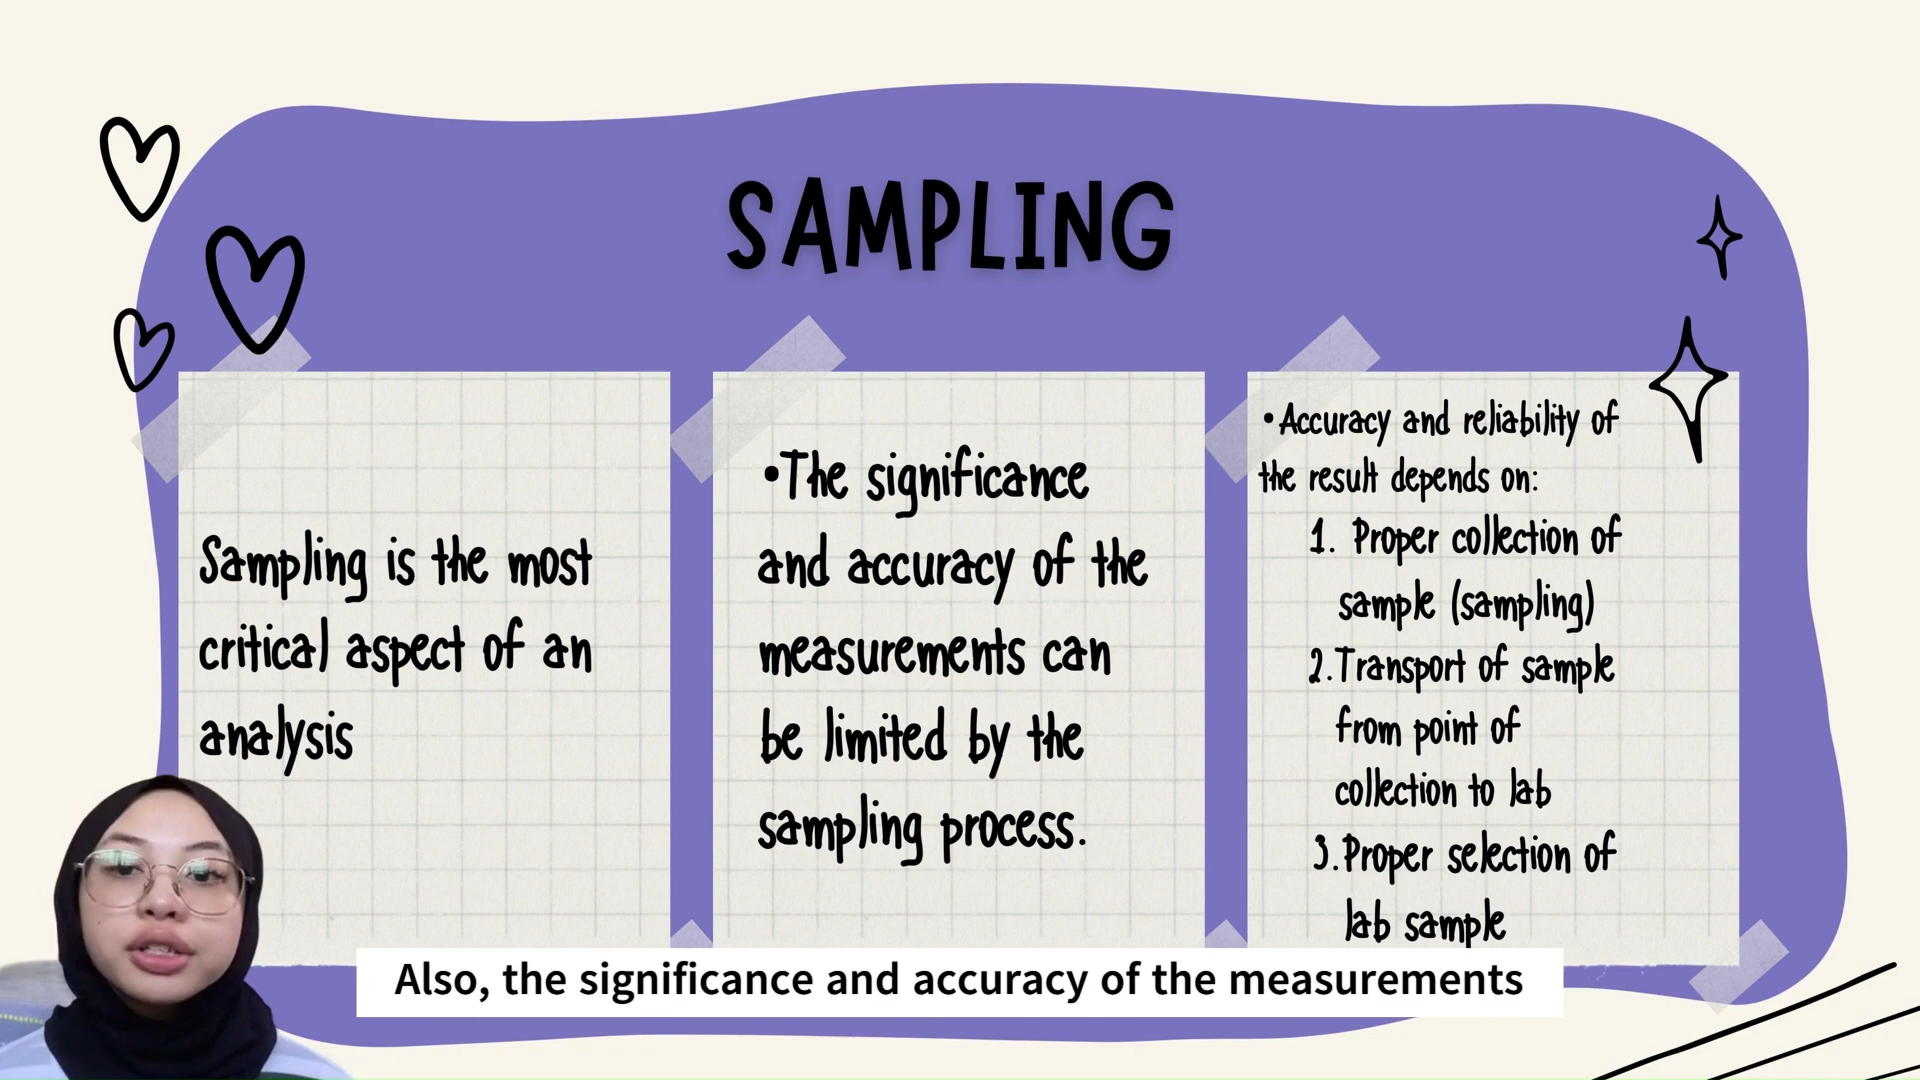 SAMPLING
Sampling is the most
critical aspect of an
analysis
•The significance
and accuracy of the
measurements can
be limited by the
sampling process.
•Accuracy and reliability of
the result depends on:
1. Proper collection of
sample (sampling)
2.Transport of sample
from point of
collection to lab
3.Proper selection of
lab sample
Also, the significance and accuracy of the measurements